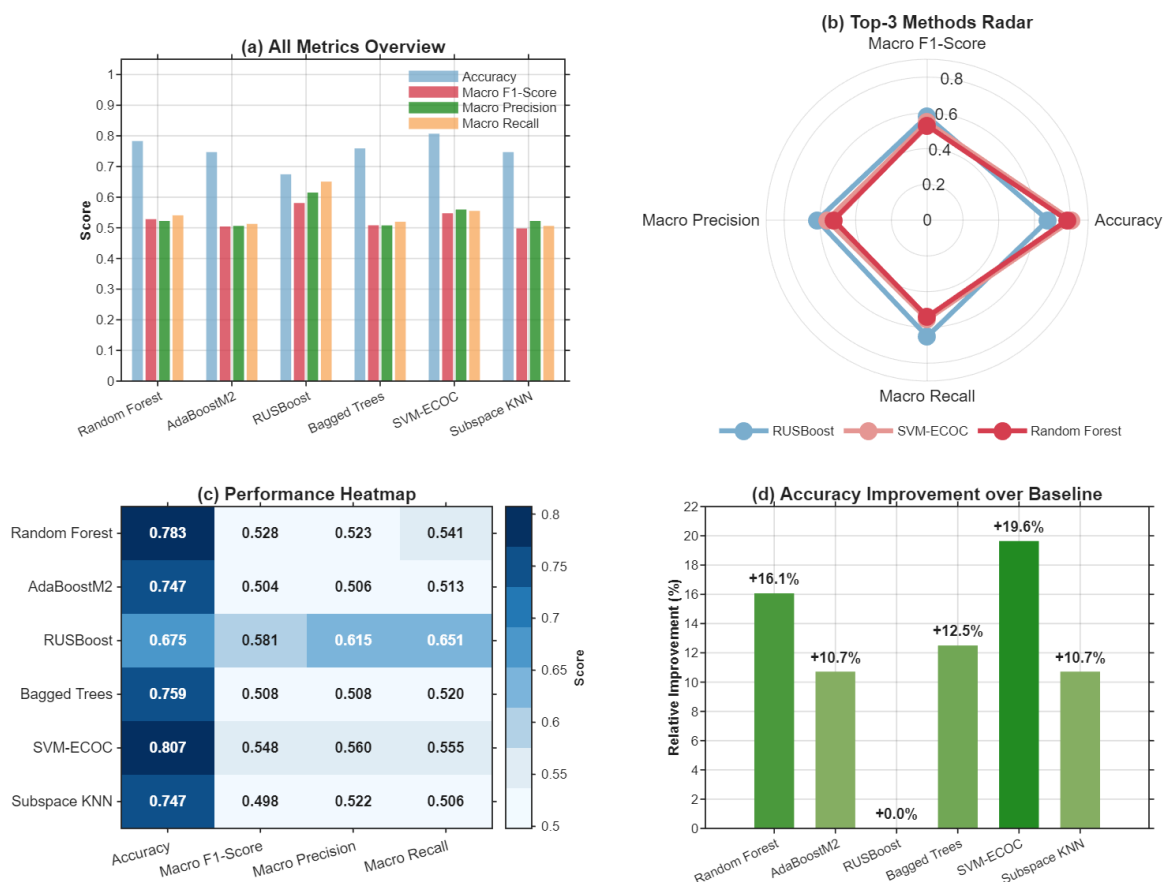 (a) All Metrics Overview
Accuracy
Macro F1-Score
Macro Precision
Macro Recall
Score
1
0.9
0.8
0.7
0.6
0.5
0.4
0.3
0.2
0.1
0
Random Forest
AdaBoostM2
RUSBoost
Bagged Trees
SVM-ECOC
Subspace KNN
(b) Top-3 Methods Radar
Macro F1-Score
0.8
0.6
0.4
0.2
0
Macro Precision
Accuracy
Macro Recall
RUSBoost
SVM-ECOC
Random Forest
(c) Performance Heatmap
Random Forest 0.783 0.528 0.523 0.541
AdaBoostM2 0.747 0.504 0.506 0.513
RUSBoost 0.675 0.581 0.615 0.651
Bagged Trees 0.759 0.508 0.508 0.520
SVM-ECOC 0.807 0.548 0.560 0.555
Subspace KNN 0.747 0.498 0.522 0.506
Accuracy
Macro F1-Score
Macro Precision
Macro Recall
0.8
0.75
0.7
0.65
0.6
0.55
0.5
Score
(d) Accuracy Improvement over Baseline
Relative Improvement (%)
22
20
18
16
14
12
10
8
6
4
2
0
+16.1%
+10.7%
+0.0%
+12.5%
+19.6%
+10.7%
Random Forest
AdaBoostM2
RUSBoost
Bagged Trees
SVM-ECOC
Subspace KNN